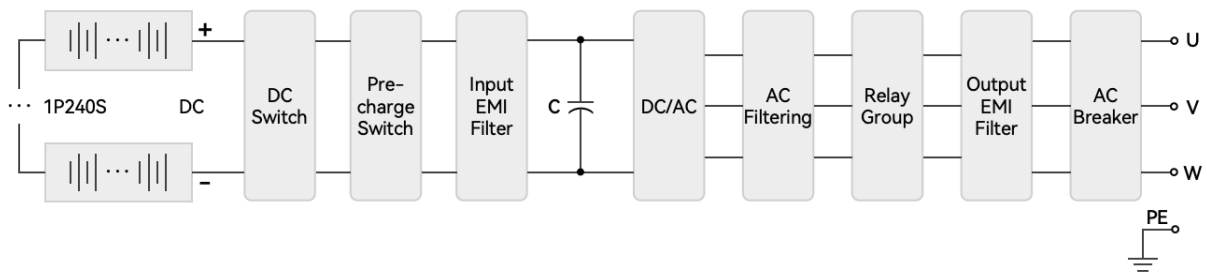 +
1P240S
DC
–
DC
Switch
Pre-
charge
Switch
Input
EMI
Filter
C
DC/AC
AC
Filtering
Relay
Group
Output
EMI
Filter
AC
Breaker
U
V
W
PE